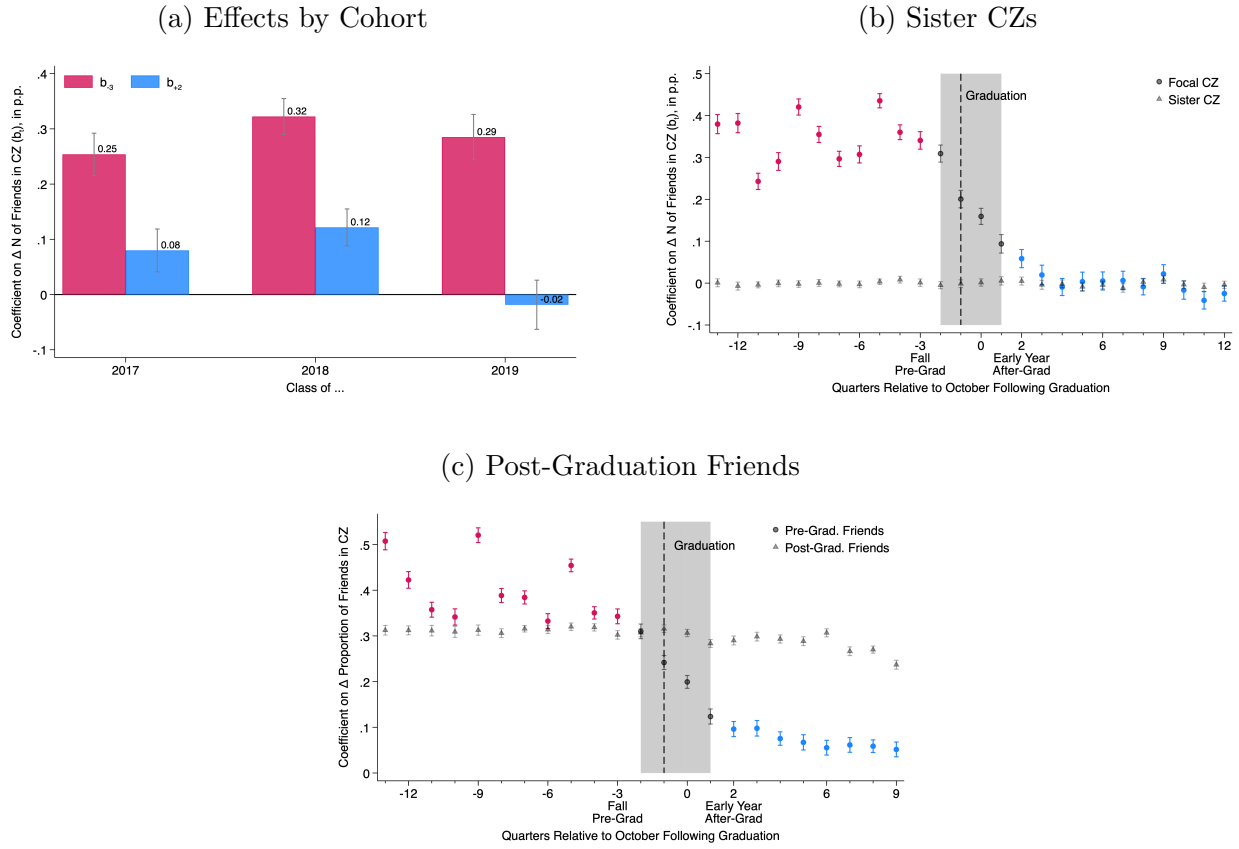 (a) Effects by Cohort
Coefficient on Δ N of Friends in CZ (bₜ), in p.p.
.4
.3
.2
.1
0
-.1
b-3
b+2
0.25
0.08
0.32
0.12
0.29
-0.02
2017
2018
2019
Class of ...
(b) Sister CZs
Coefficient on Δ N of Friends in CZ (bₜ), in p.p.
.5
.4
.3
.2
.1
0
-.1
Graduation
Focal CZ
Sister CZ
-12
-9
-6
-3
0
2
6
9
12
Fall
Pre-Grad
Early Year
After-Grad
Quarters Relative to October Following Graduation
(c) Post-Graduation Friends
Coefficient on Δ Proportion of Friends in CZ
.5
.4
.3
.2
.1
0
Graduation
Pre-Grad. Friends
Post-Grad. Friends
-12
-9
-6
-3
0
2
6
9
Fall
Pre-Grad
Early Year
After-Grad
Quarters Relative to October Following Graduation